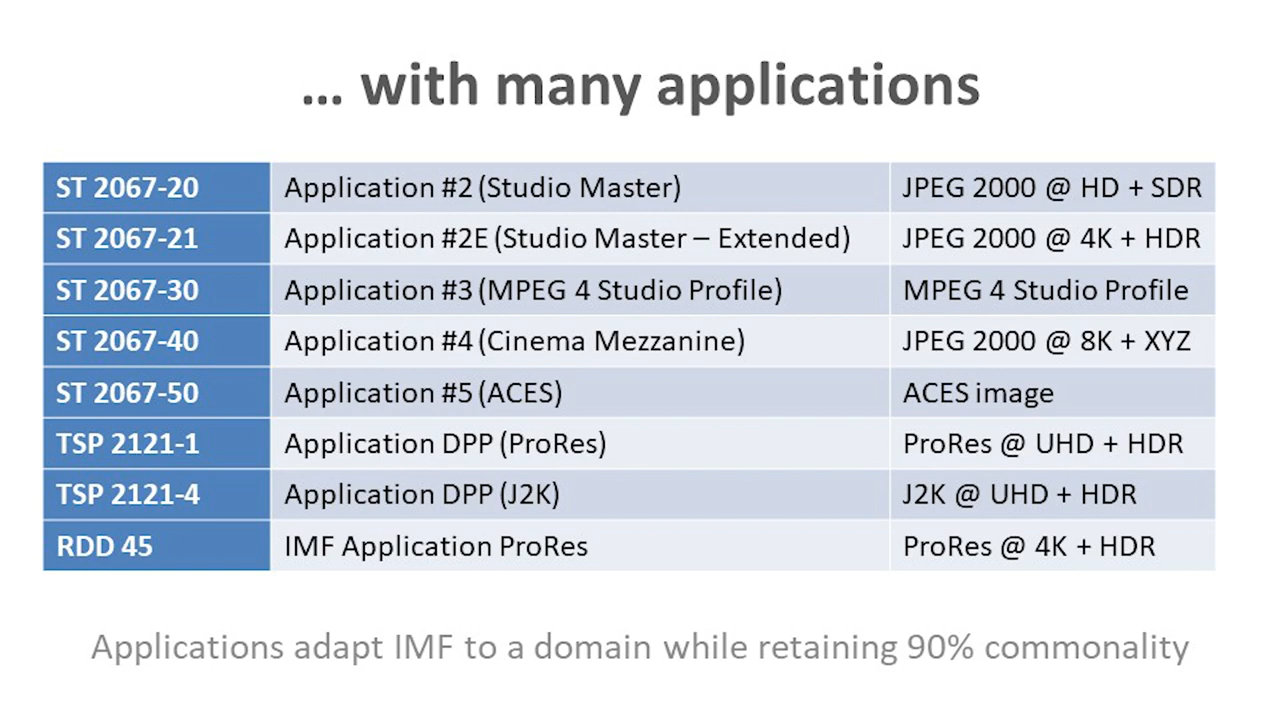 ... with many applications
ST 2067-20 Application #2 (Studio Master) JPEG 2000 @ HD + SDR
ST 2067-21 Application #2E (Studio Master – Extended) JPEG 2000 @ 4K + HDR
ST 2067-30 Application #3 (MPEG 4 Studio Profile) MPEG 4 Studio Profile
ST 2067-40 Application #4 (Cinema Mezzanine) JPEG 2000 @ 8K + XYZ
ST 2067-50 Application #5 (ACES) ACES image
TSP 2121-1 Application DPP (ProRes) ProRes @ UHD + HDR
TSP 2121-4 Application DPP (J2K) J2K @ UHD + HDR
RDD 45 IMF Application ProRes ProRes @ 4K + HDR
Applications adapt IMF to a domain while retaining 90% commonality